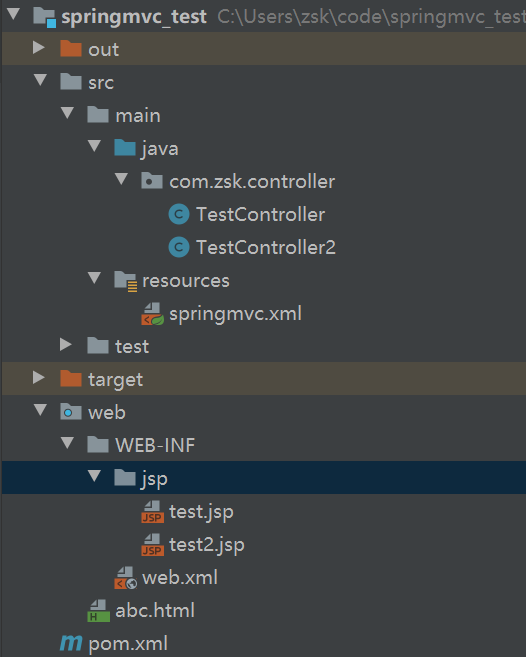 springmvc_test C:\Users\zsk\code\springmvc_test
out
src
main
java
com.zsk.controller
TestController
TestController2
resources
springmvc.xml
test
target
web
WEB-INF
jsp
test.jsp
test2.jsp
web.xml
abc.html
pom.xml